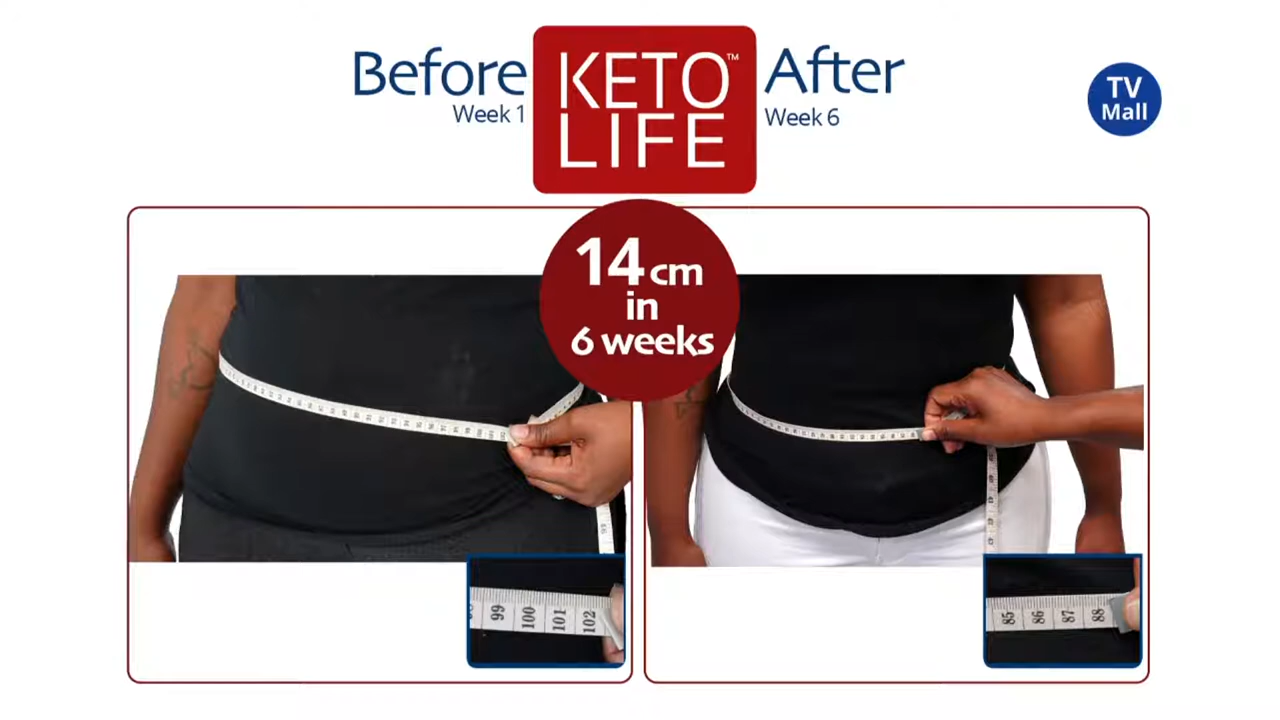 Before
Week 1
KETO™
LIFE
After
Week 6
TV
Mall
14 cm
in
6 weeks
99 100 101 102
85 86 87 88